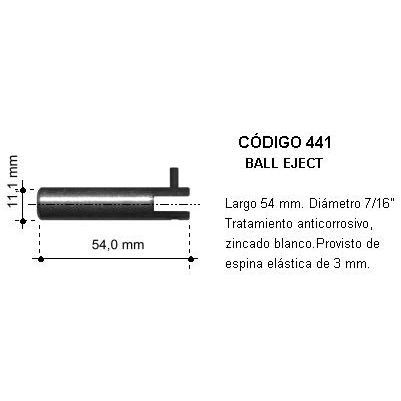 CÓDIGO 441
BALL EJECT
11,1 mm
54,0 mm
Largo 54 mm. Diámetro 7/16"
Tratamiento anticorrosivo,
zincado blanco.Provisto de
espina elástica de 3 mm.